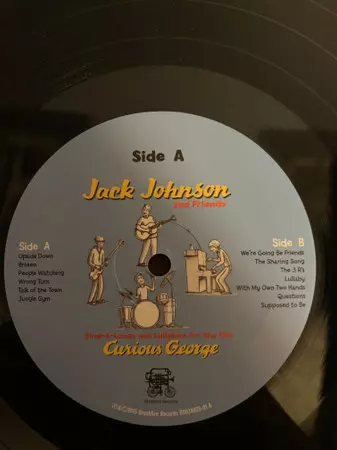 Side A
Jack Johnson
and Friends
Side A
Upside Down
Broken
People Watching
Wrong Turn
Talk of the Town
Jungle Gym
Side B
We're Going Be Friends
The Sharing Song
The 3 R's
Lullaby
With My Own Two Hands
Questions
Supposed to Be
Sing-A-Longs and Lullabies for the Film
Curious George
Brushfire Records